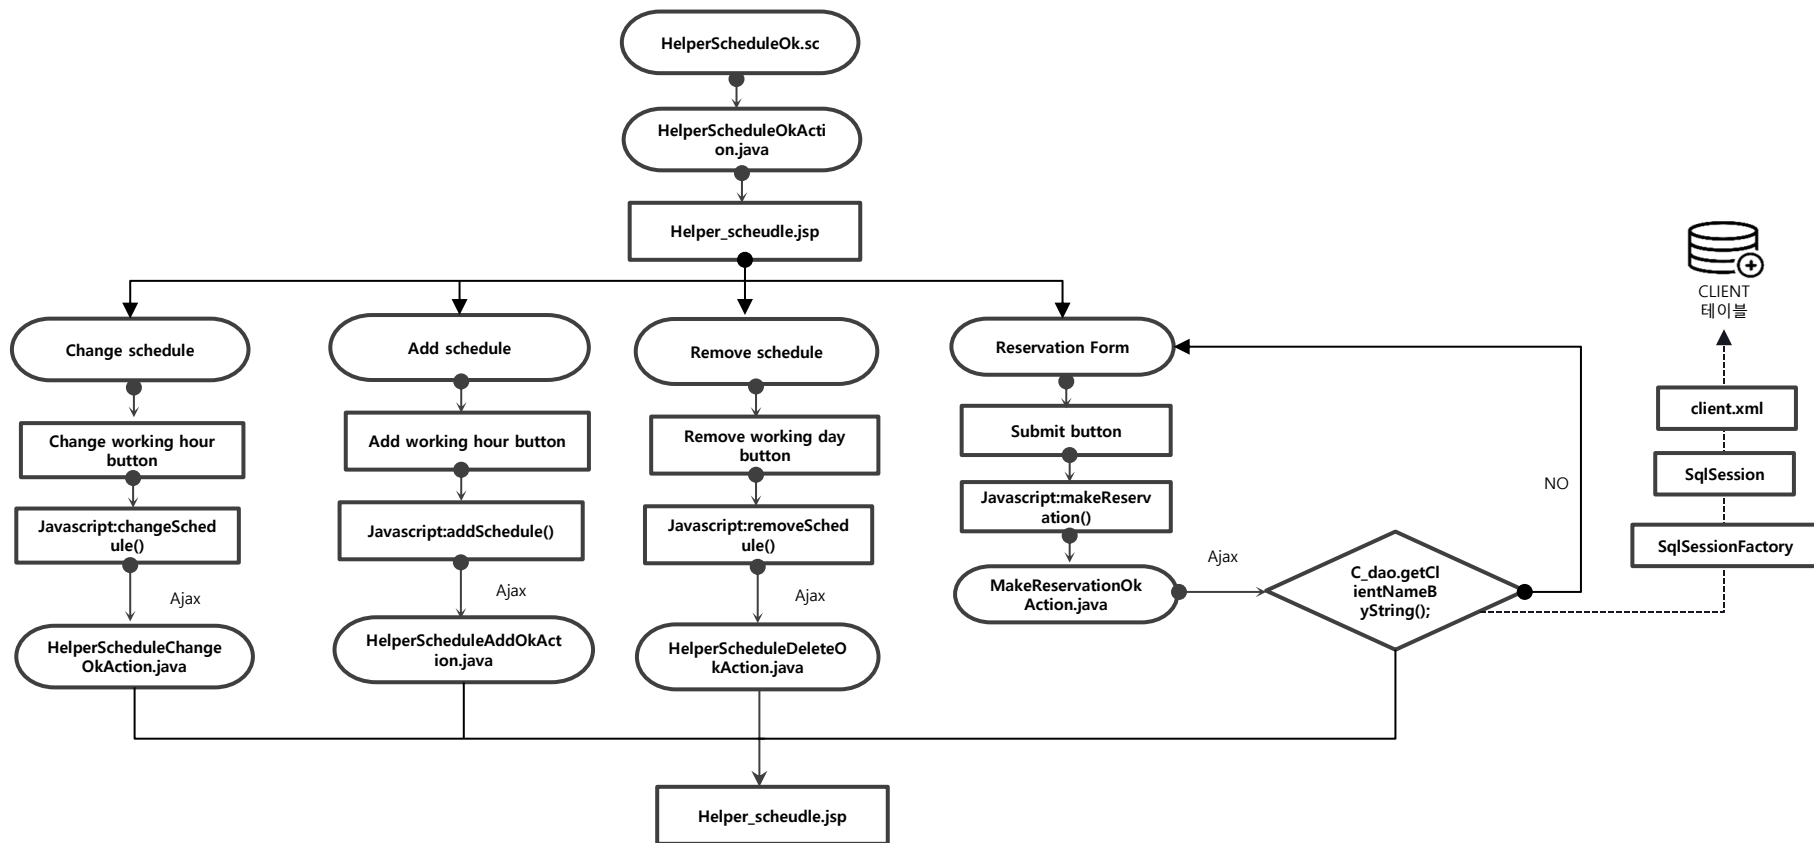 HelperScheduleOk.sc
HelperScheduleOkActi
on.java
Helper_scheudle.jsp
CLIENT
테이블
Change schedule
Add schedule
Remove schedule
Reservation Form
Change working hour
button
Add working hour button
Remove working day
button
Submit button
client.xml
SqlSession
SqlSessionFactory
NO
Javascript:changeSched
ule()
Javascript:addSchedule()
Javascript:removeSched
ule()
Javascript:makeReserv
ation()
Ajax
Ajax
Ajax
Ajax
MakeReservationOk
Action.java
C_dao.getCl
ientNameB
yString();
HelperScheduleChange
OkAction.java
HelperScheduleAddOkAct
ion.java
HelperScheduleDeleteO
kAction.java
Helper_scheudle.jsp